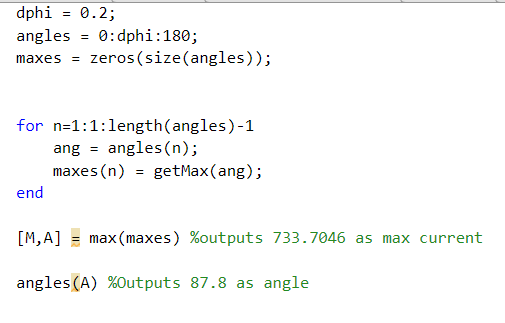 dphi = 0.2;
angles = 0:dphi:180;
maxes = zeros(size(angles));
for n=1:1:length(angles)-1
ang = angles(n);
maxes(n) = getMax(ang);
end
[M,A] = max(maxes) %outputs 733.7046 as max current
angles(A) %Outputs 87.8 as angle